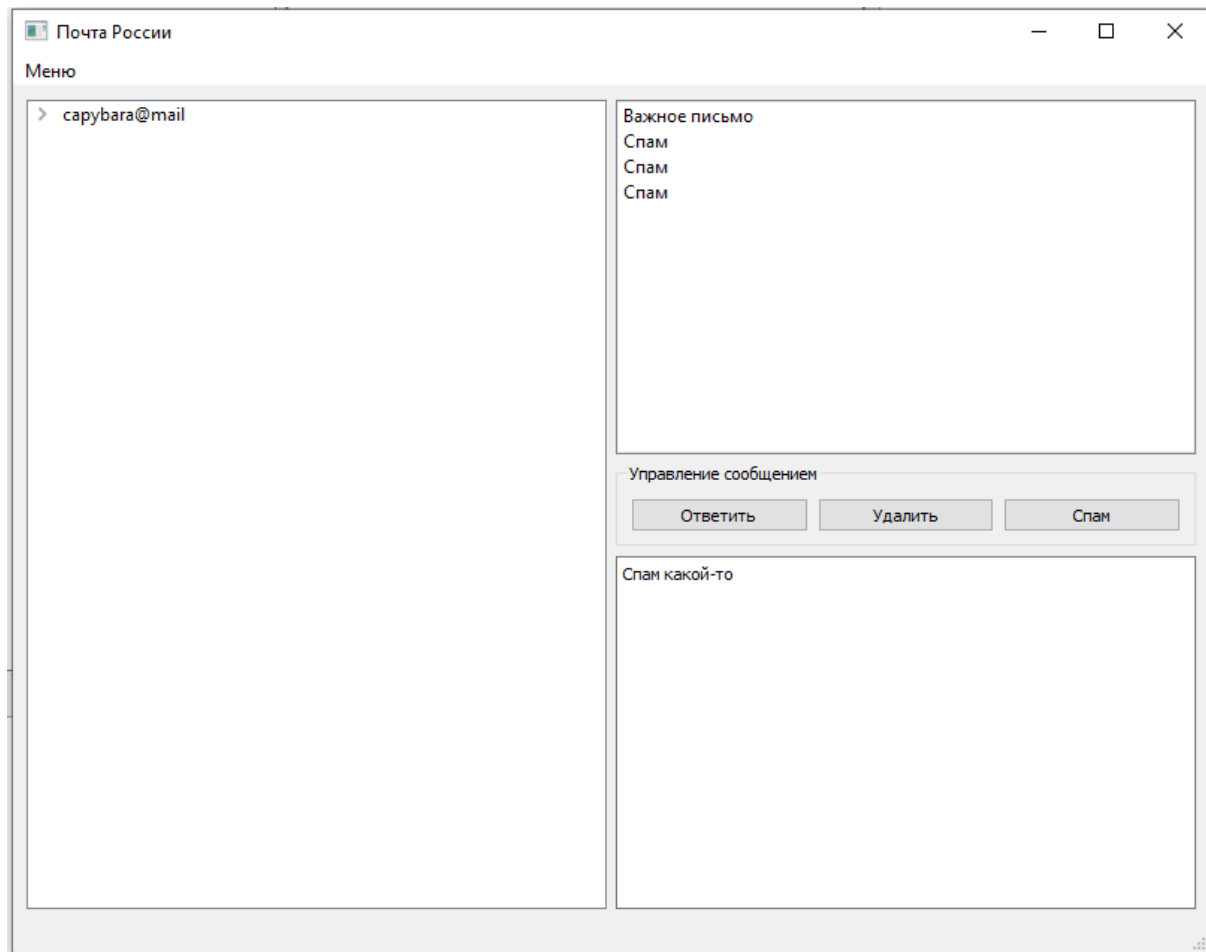 Почта России
Меню
capybara@mail
Важное письмо
Спам
Спам
Спам
Управление сообщением
Ответить Удалить Спам
Спам какой-то